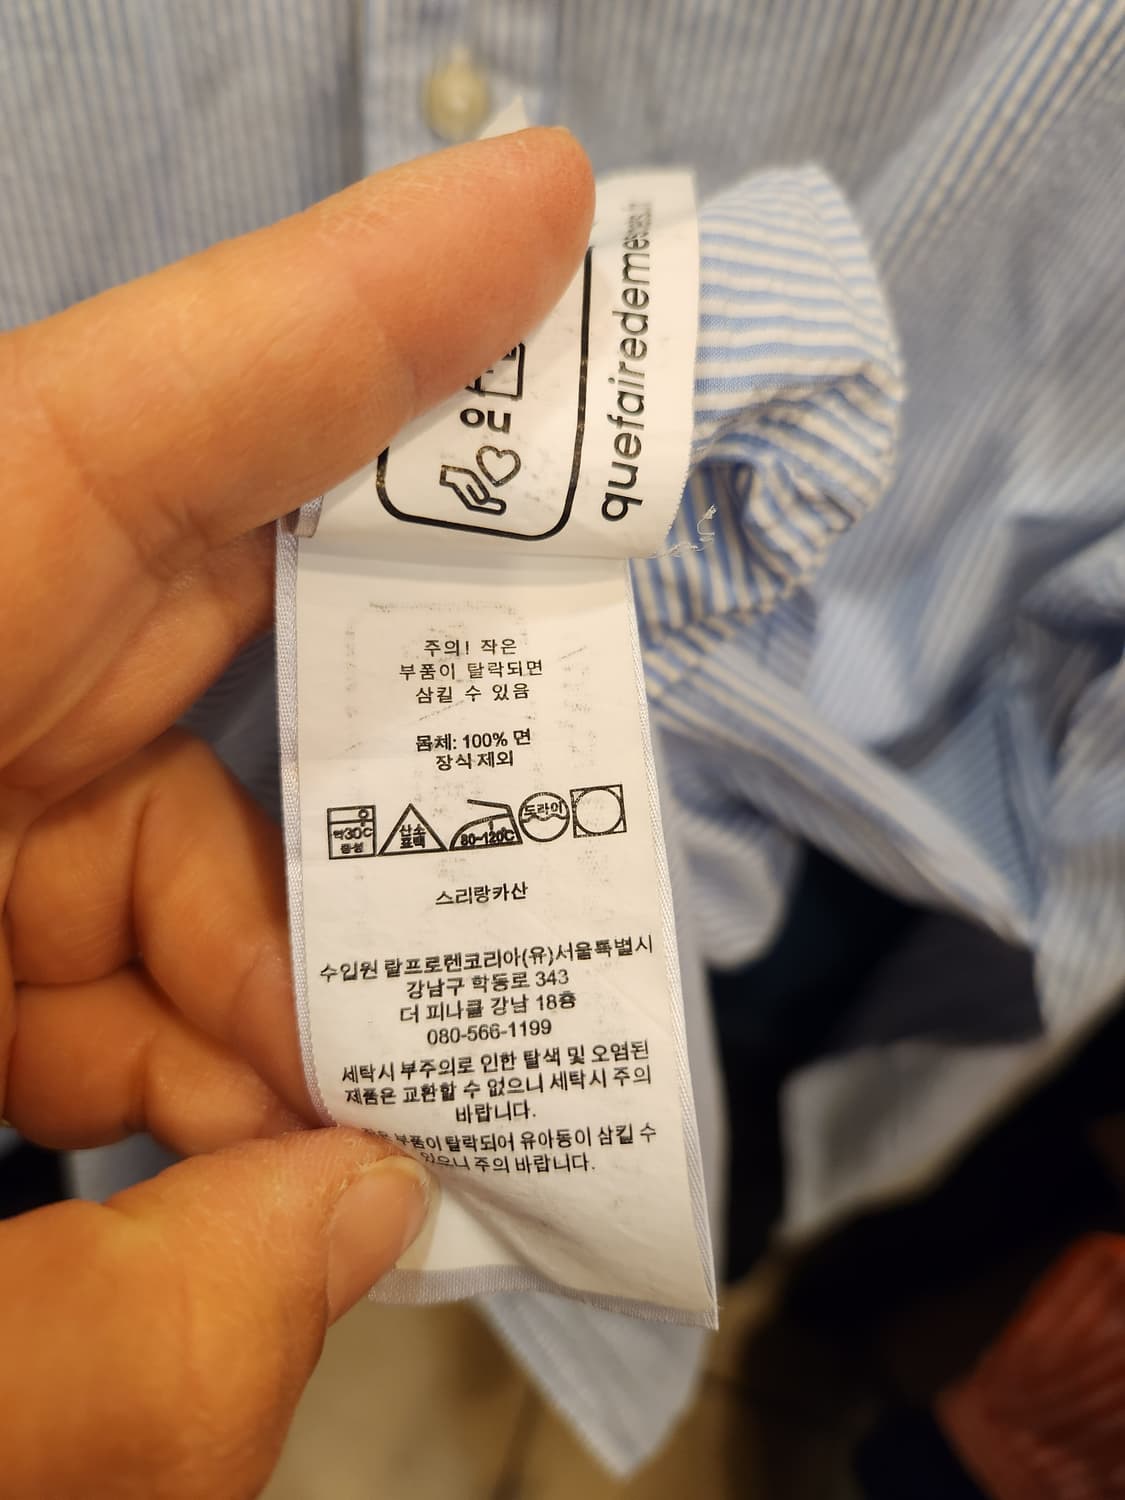 ou
quefairedemes
주의! 작은
부품이 탈락되면
삼킬 수 있음
몸체: 100% 면
장식 제외
약30℃
중성
산소
표백
80~120℃
드라이
스리랑카산
수입원 랄프로렌코리아(유)서울특별시
강남구 학동로 343
더 피나클 강남 18층
080-566-1199
세탁시 부주의로 인한 탈색 및 오염된
제품은 교환할 수 없으니 세탁시 주의
바랍니다.
부품이 탈락되어 유아동이 삼킬 수
있으니 주의 바랍니다.